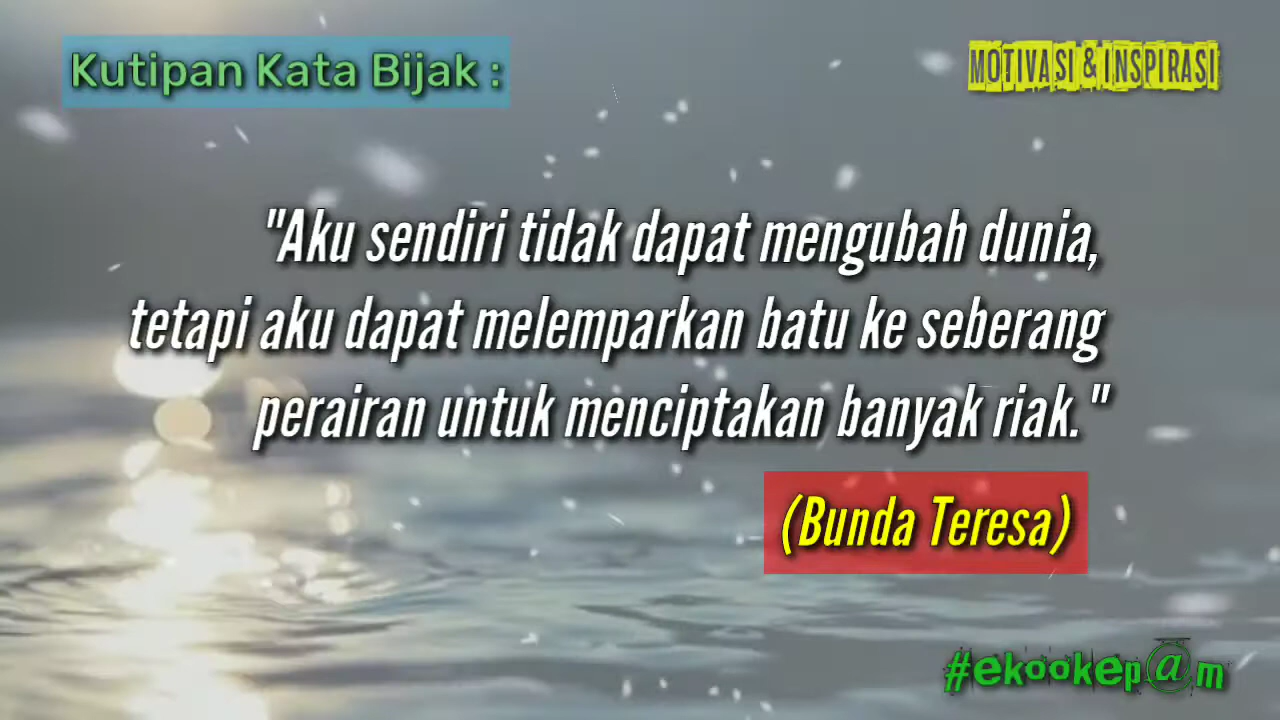 Kutipan Kata Bijak :
MOTIVASI & INSPIRASI
"Aku sendiri tidak dapat mengubah dunia,
tetapi aku dapat melemparkan batu ke seberang
perairan untuk menciptakan banyak riak."
(Bunda Teresa)
#ekookep@m